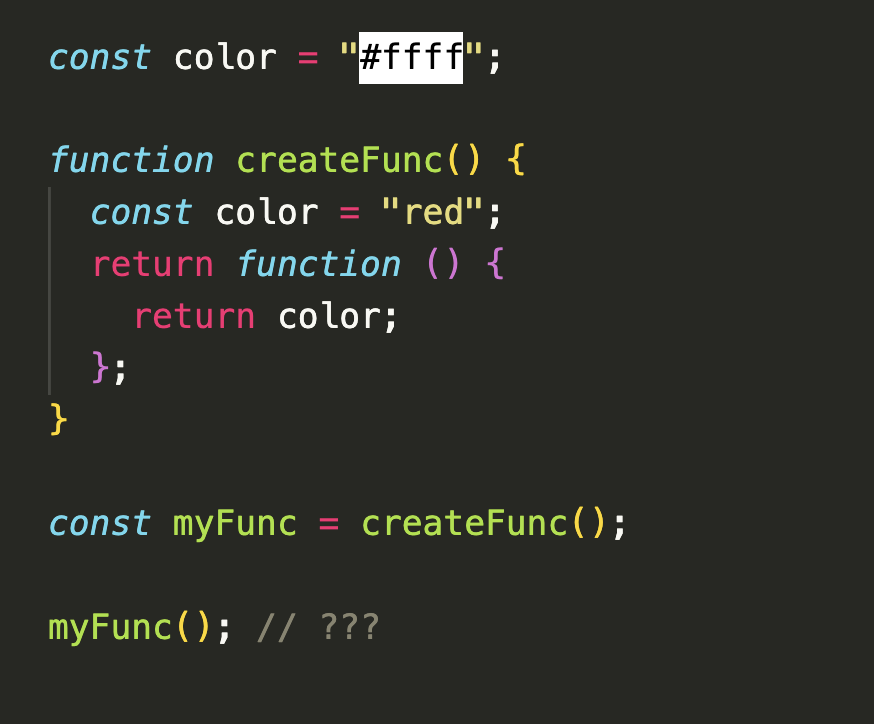 const color = "#ffff";
function createFunc() {
const color = "red";
return function () {
return color;
};
}
const myFunc = createFunc();
myFunc(); // ???